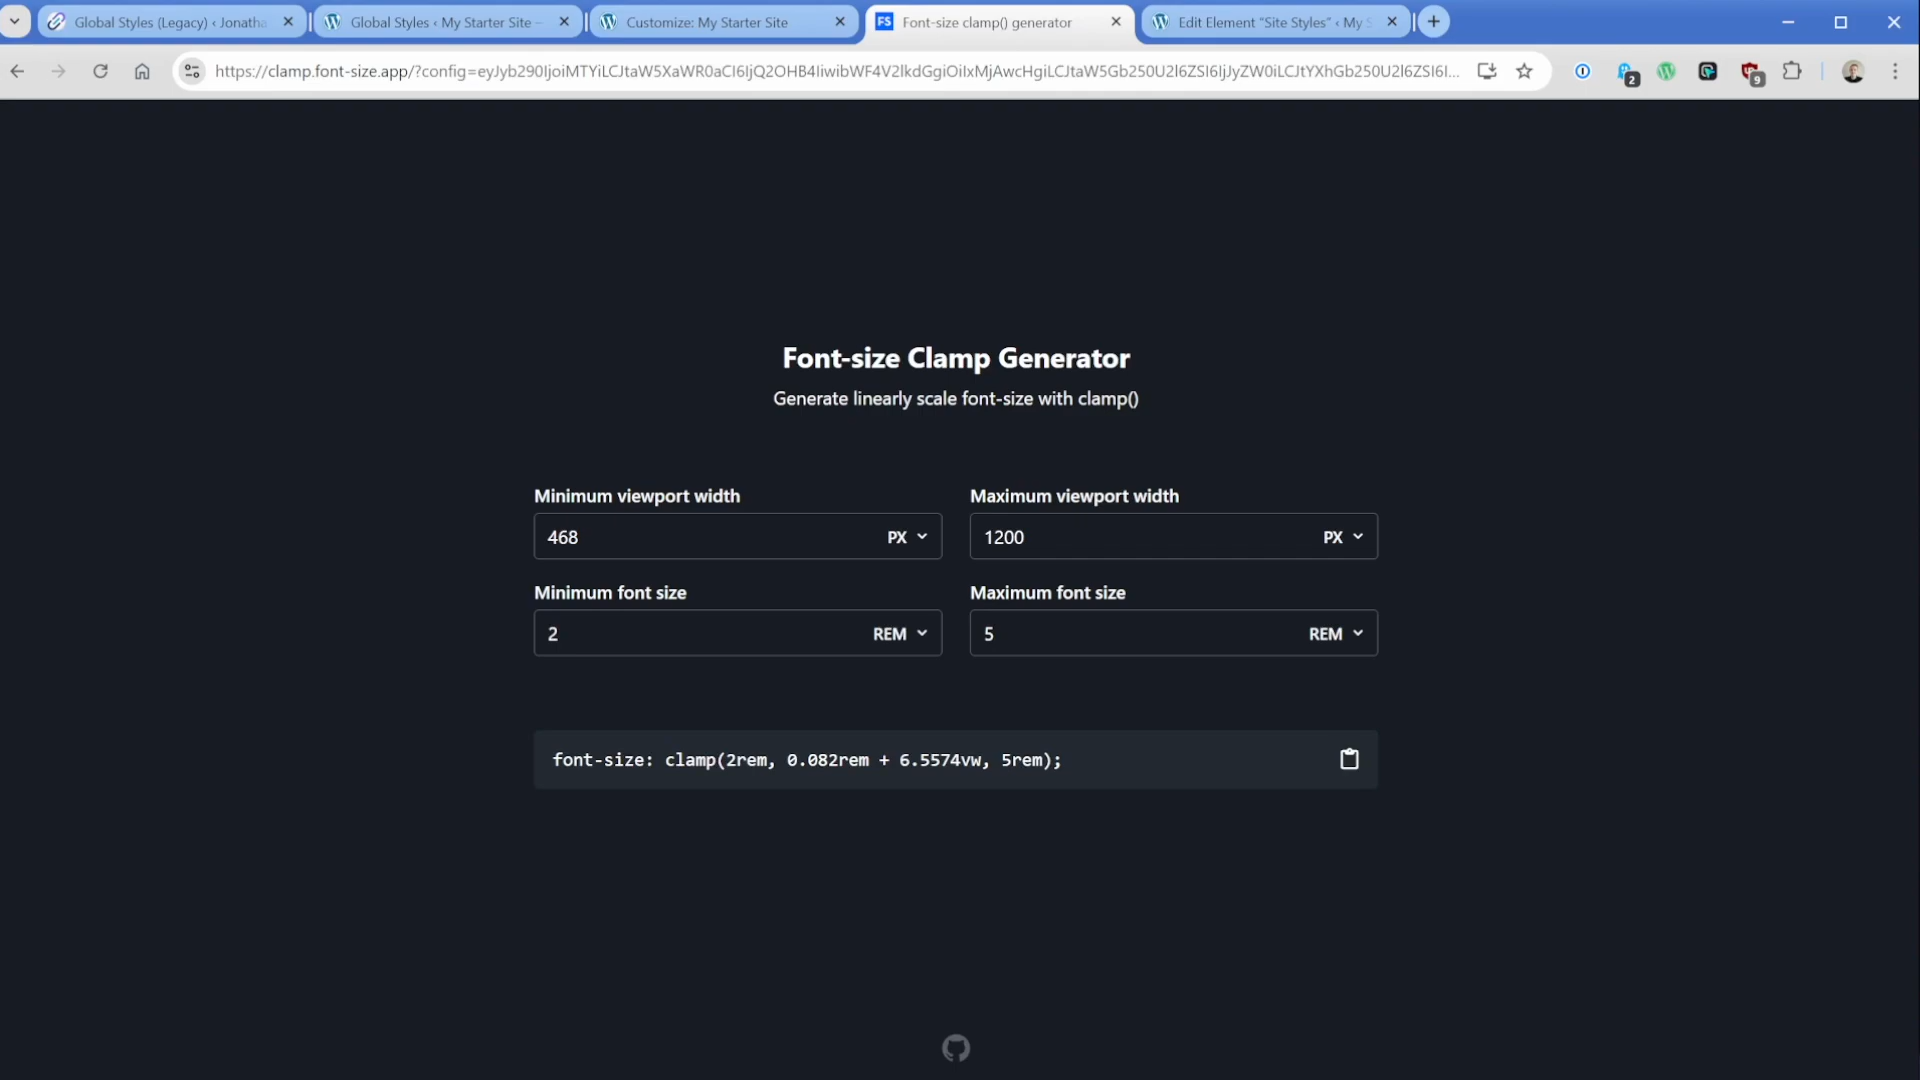 Global Styles (Legacy) ‹ Jonatha
Global Styles ‹ My Starter Site –
Customize: My Starter Site
FS
Font-size clamp() generator
Edit Element "Site Styles" ‹ My S
https://clamp.font-size.app/?config=
2
9
Font-size Clamp Generator
Generate linearly scale font-size with clamp()
Minimum viewport width
Maximum viewport width
468
PX
1200
PX
Minimum font size
Maximum font size
2
REM
5
REM
font-size: clamp(2rem, 0.082rem + 6.5574vw, 5rem);